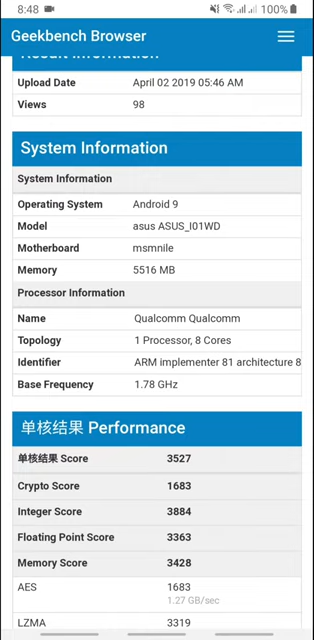 8:48 100%
Geekbench Browser
Result Information
Upload Date April 02 2019 05:46 AM
Views 98
System Information
System Information
Operating System Android 9
Model asus ASUS_I01WD
Motherboard msmnile
Memory 5516 MB
Processor Information
Name Qualcomm Qualcomm
Topology 1 Processor, 8 Cores
Identifier ARM implementer 81 architecture 8
Base Frequency 1.78 GHz
单核结果 Performance
单核结果 Score 3527
Crypto Score 1683
Integer Score 3884
Floating Point Score 3363
Memory Score 3428
AES 1683
1.27 GB/sec
LZMA 3319